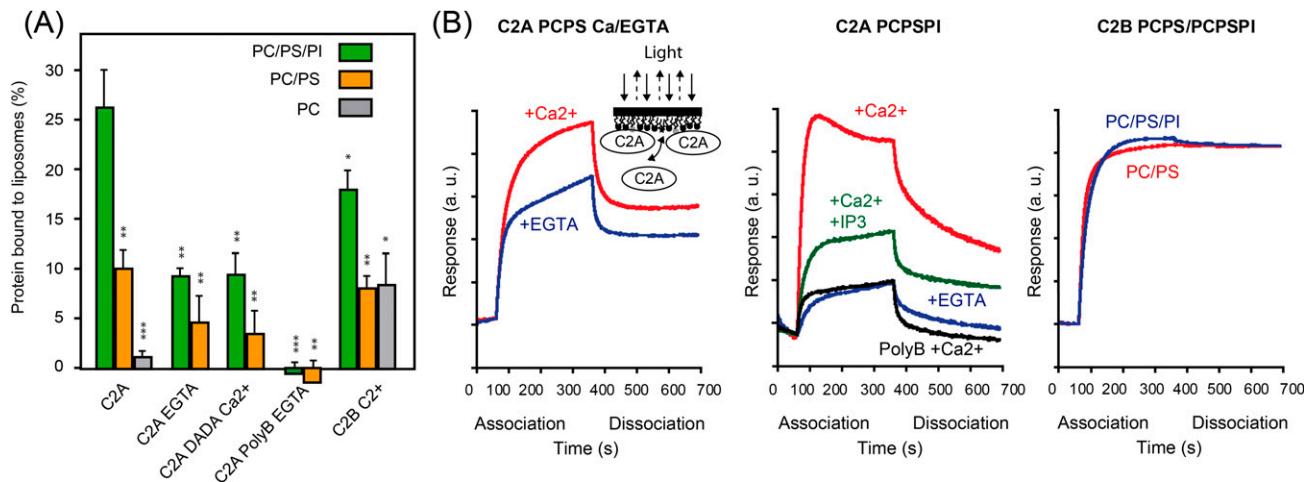 (A)
Protein bound to liposomes (%)
30
25
20
15
10
5
0
PC/PS/PI
PC/PS
PC
**
***
**
**
**
**
***
**
*
**
*
C2A
C2A EGTA
C2A DADA Ca2+
C2A PolyB EGTA
C2B C2+
(B)
C2A PCPS Ca/EGTA
Light
+Ca2+
C2A
C2A
C2A
+EGTA
Response (a. u.)
0 100 200 300 400 500 600 700
Association Dissociation
Time (s)
C2A PCPSPI
+Ca2+
+Ca2+
+IP3
+EGTA
PolyB +Ca2+
Response (a. u.)
0 100 200 300 400 500 600 700
Association Dissociation
Time (s)
C2B PCPS/PCPSPI
PC/PS/PI
PC/PS
Response (a. u.)
0 100 200 300 400 500 600 700
Association Dissociation
Time (s)